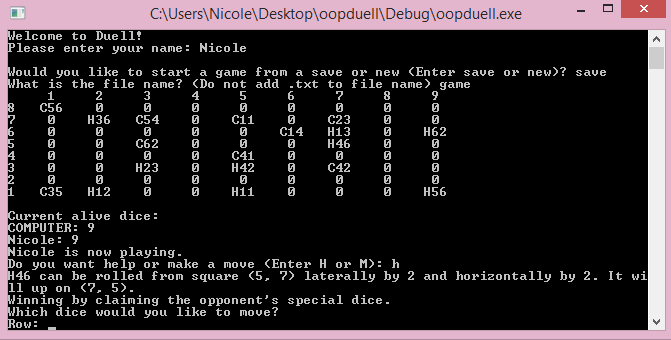 C:\Users\Nicole\Desktop\oopduell\Debug\oopduell.exe
Welcome to Duell!
Please enter your name: Nicole
Would you like to start a game from a save or new (Enter save or new)? save
What is the file name? (Do not add .txt to file name) game
1 2 3 4 5 6 7 8 9
8 C56 0 0 0 0 0 0 0 0
7 0 H36 C54 0 C11 0 C23 0 0
6 0 0 0 0 0 C14 H13 0 H62
5 0 0 C62 0 0 0 H46 0 0
4 0 0 0 0 C41 0 0 0 0
3 0 0 H23 0 H42 0 C42 0 0
2 0 0 0 0 0 0 0 0 0
1 C35 H12 0 0 H11 0 0 0 H56
Current alive dice:
COMPUTER: 9
Nicole: 9
Nicole is now playing.
Do you want help or make a move (Enter H or M): h
H46 can be rolled from square (5, 7) laterally by 2 and horizontally by 2. It wi
ll up on (7, 5).
Winning by claiming the opponent's special dice.
Which dice would you like to move?
Row: _